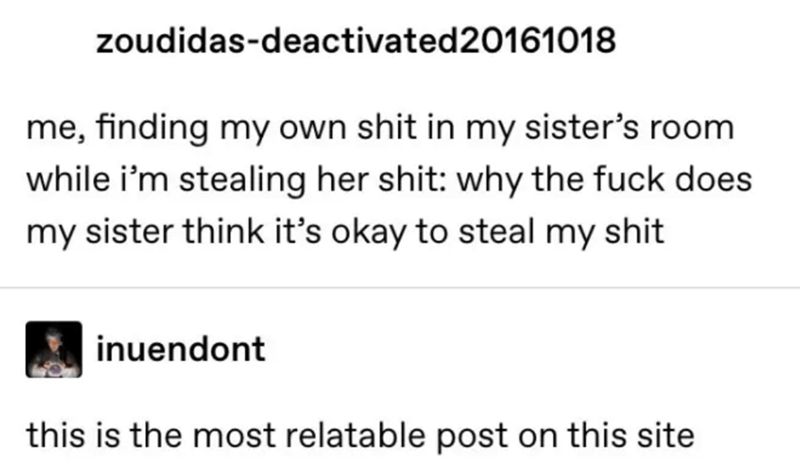 zoudidas-deactivated20161018
me, finding my own shit in my sister’s room
while i’m stealing her shit: why the fuck does
my sister think it’s okay to steal my shit
inuendont
this is the most relatable post on this site